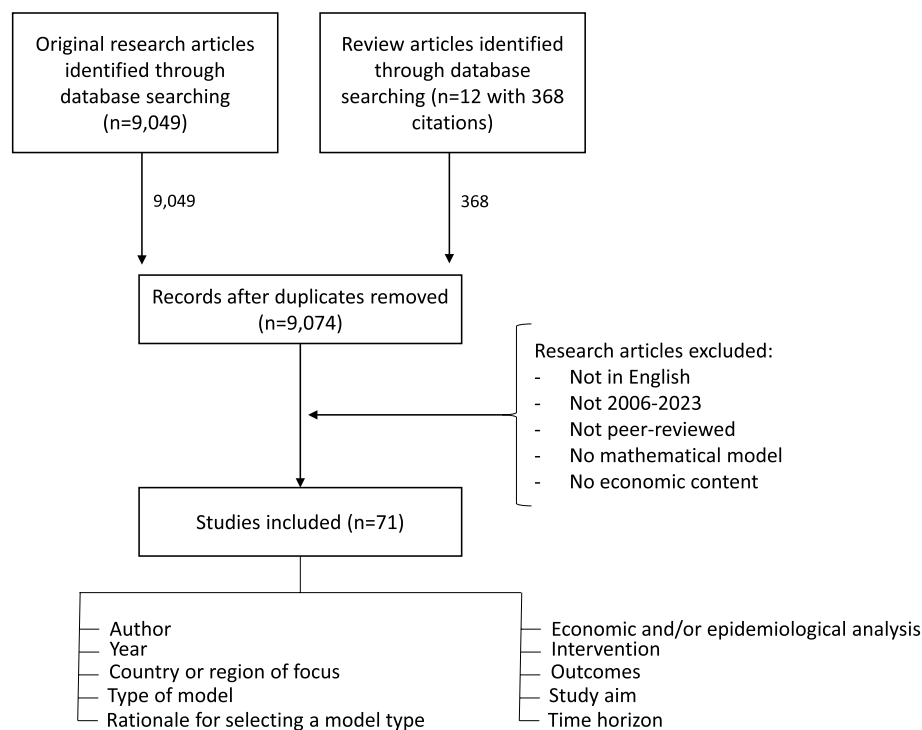 Original research articles
identified through
database searching
(n=9,049)
Review articles identified
through database
searching (n=12 with 368
citations)
9,049
368
Records after duplicates removed
(n=9,074)
Research articles excluded:
- Not in English
- Not 2006-2023
- Not peer-reviewed
- No mathematical model
- No economic content
Studies included (n=71)
Author
Year
Country or region of focus
Type of model
Rationale for selecting a model type
Economic and/or epidemiological analysis
Intervention
Outcomes
Study aim
Time horizon